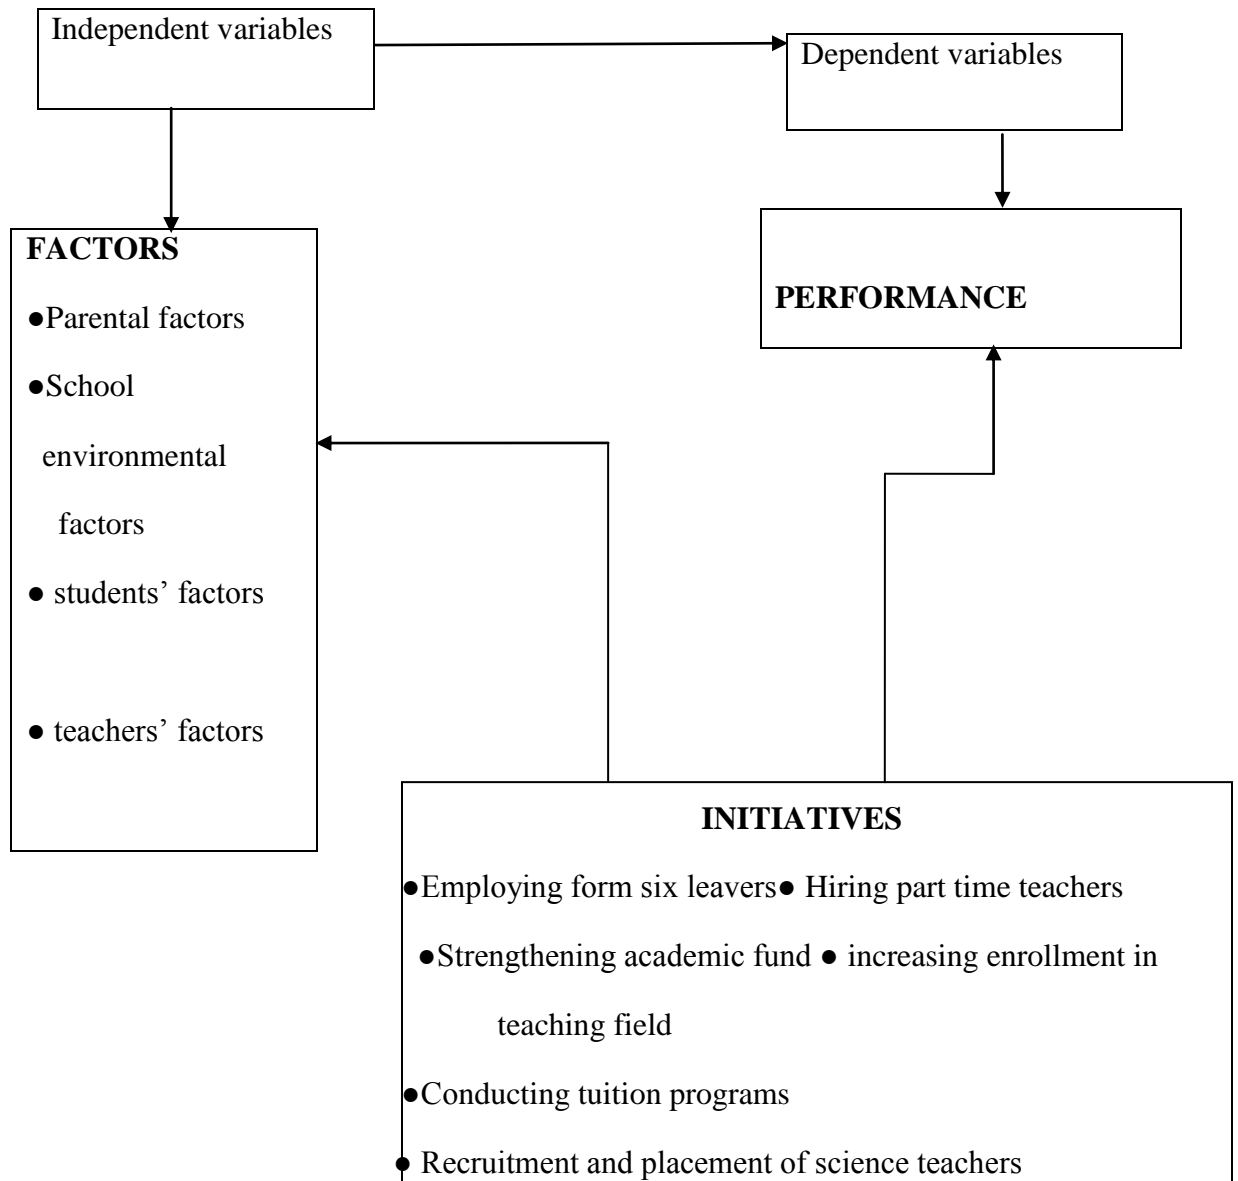 Independent variables
Dependent variables
FACTORS
●Parental factors
●School
environmental
factors
● students’ factors
● teachers’ factors
PERFORMANCE
INITIATIVES
●Employing form six leavers● Hiring part time teachers
●Strengthening academic fund ● increasing enrollment in
teaching field
●Conducting tuition programs
● Recruitment and placement of science teachers